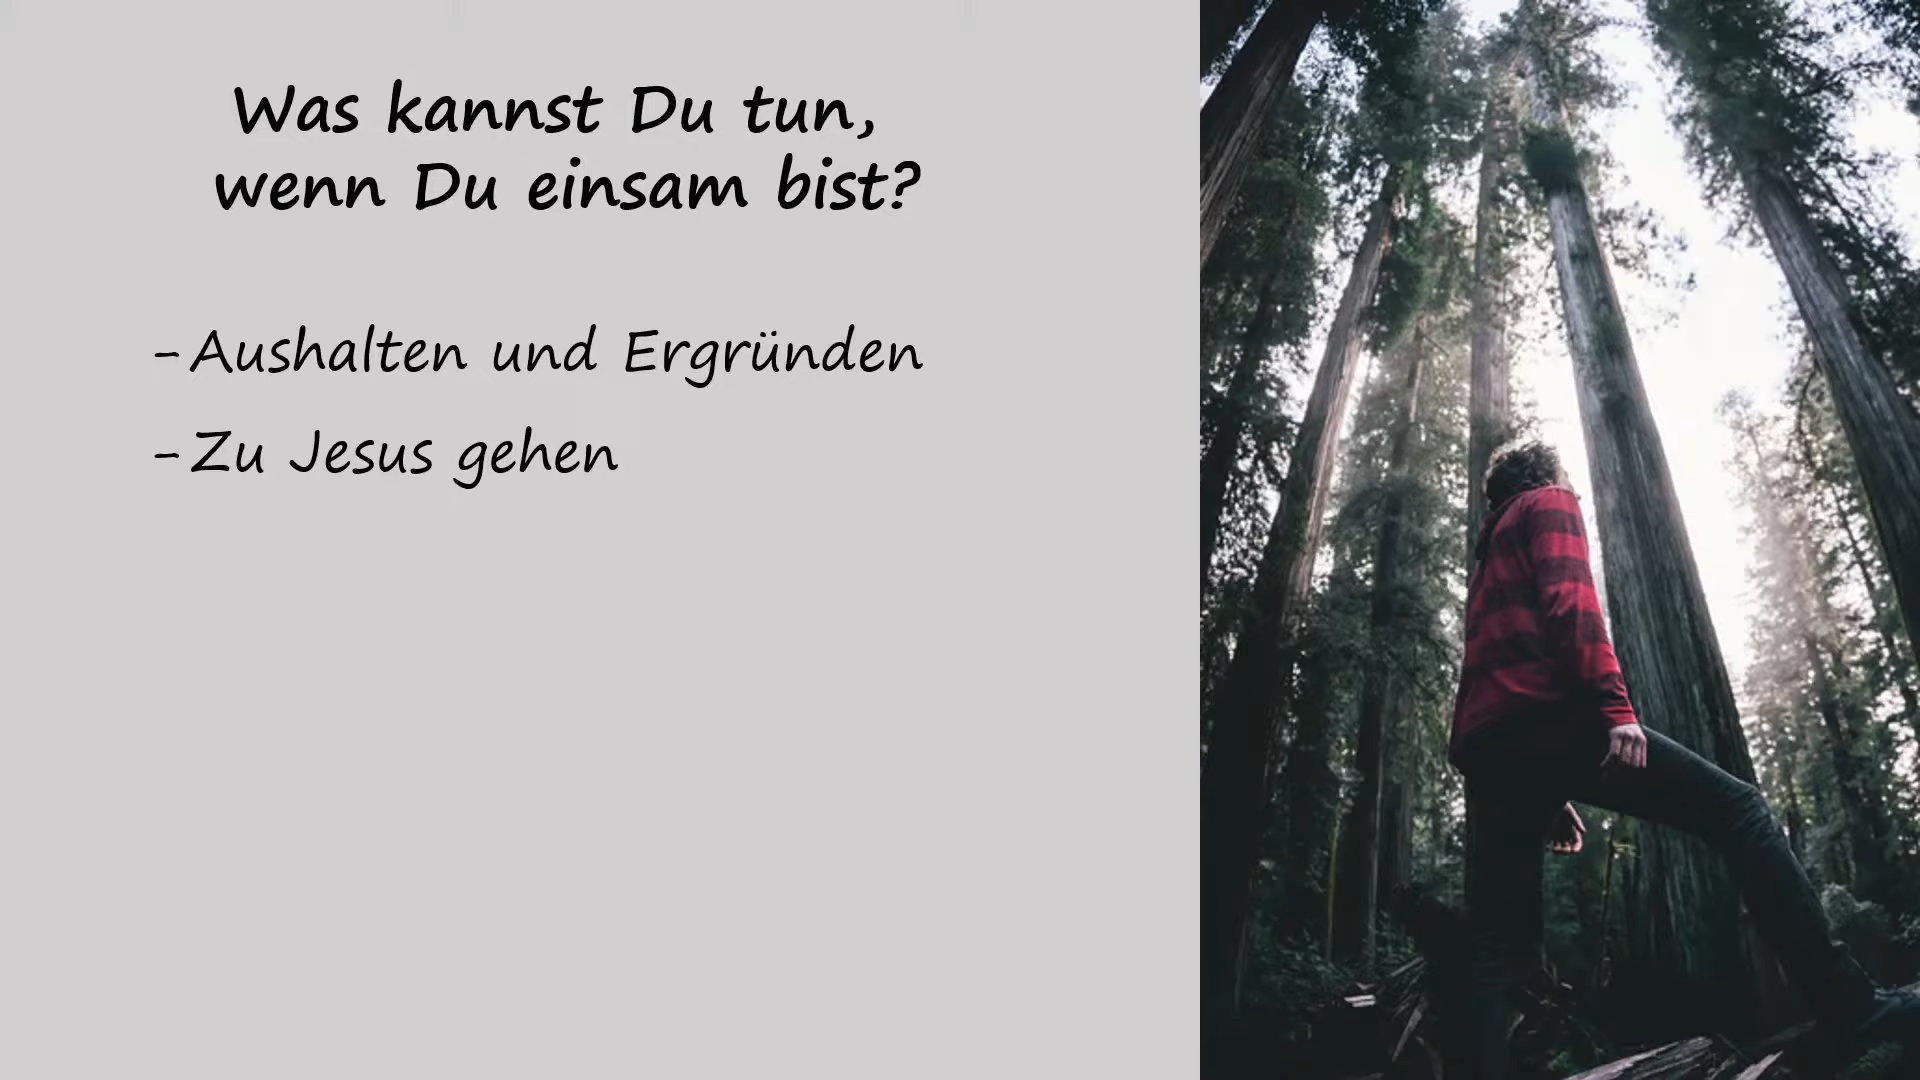 Was kannst Du tun,
wenn Du einsam bist?
-Aushalten und Ergründen
-Zu Jesus gehen